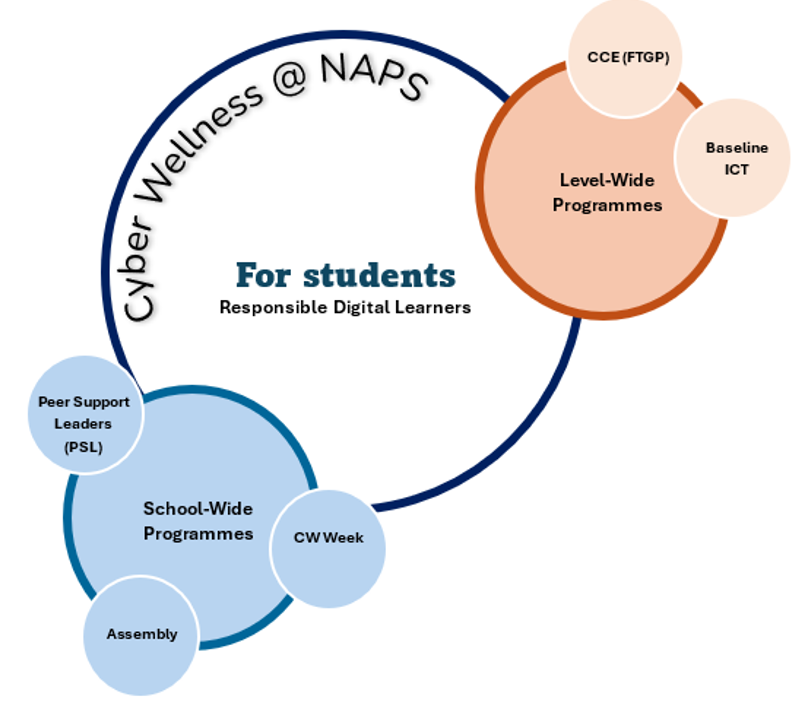 Cyber Wellness @ NAPS
For students
Responsible Digital Learners
CCE (FTGP)
Baseline
ICT
Level-Wide
Programmes
Peer Support
Leaders
(PSL)
School-Wide
Programmes
CW Week
Assembly